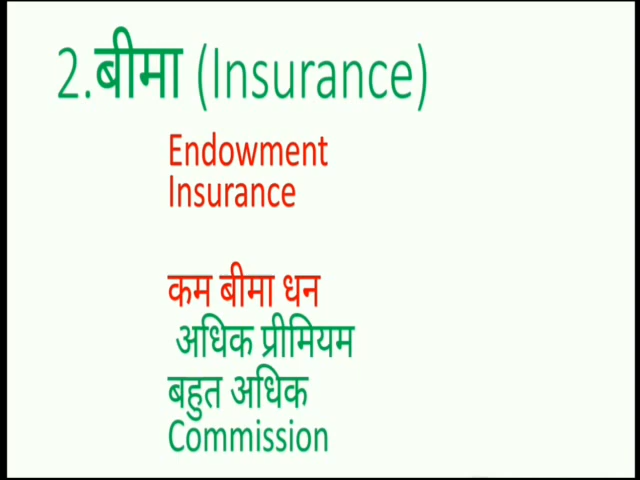 2.बीमा (Insurance)
Endowment
Insurance
कम बीमा धन
अधिक प्रीमियम
बहुत अधिक
Commission